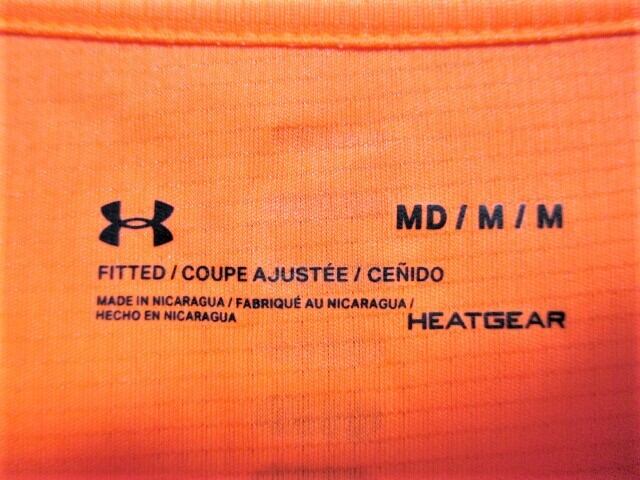 MD / M / M
FITTED / COUPE AJUSTÉE / CEÑIDO
MADE IN NICARAGUA / FABRIQUÉ AU NICARAGUA /
HECHO EN NICARAGUA
HEATGEAR